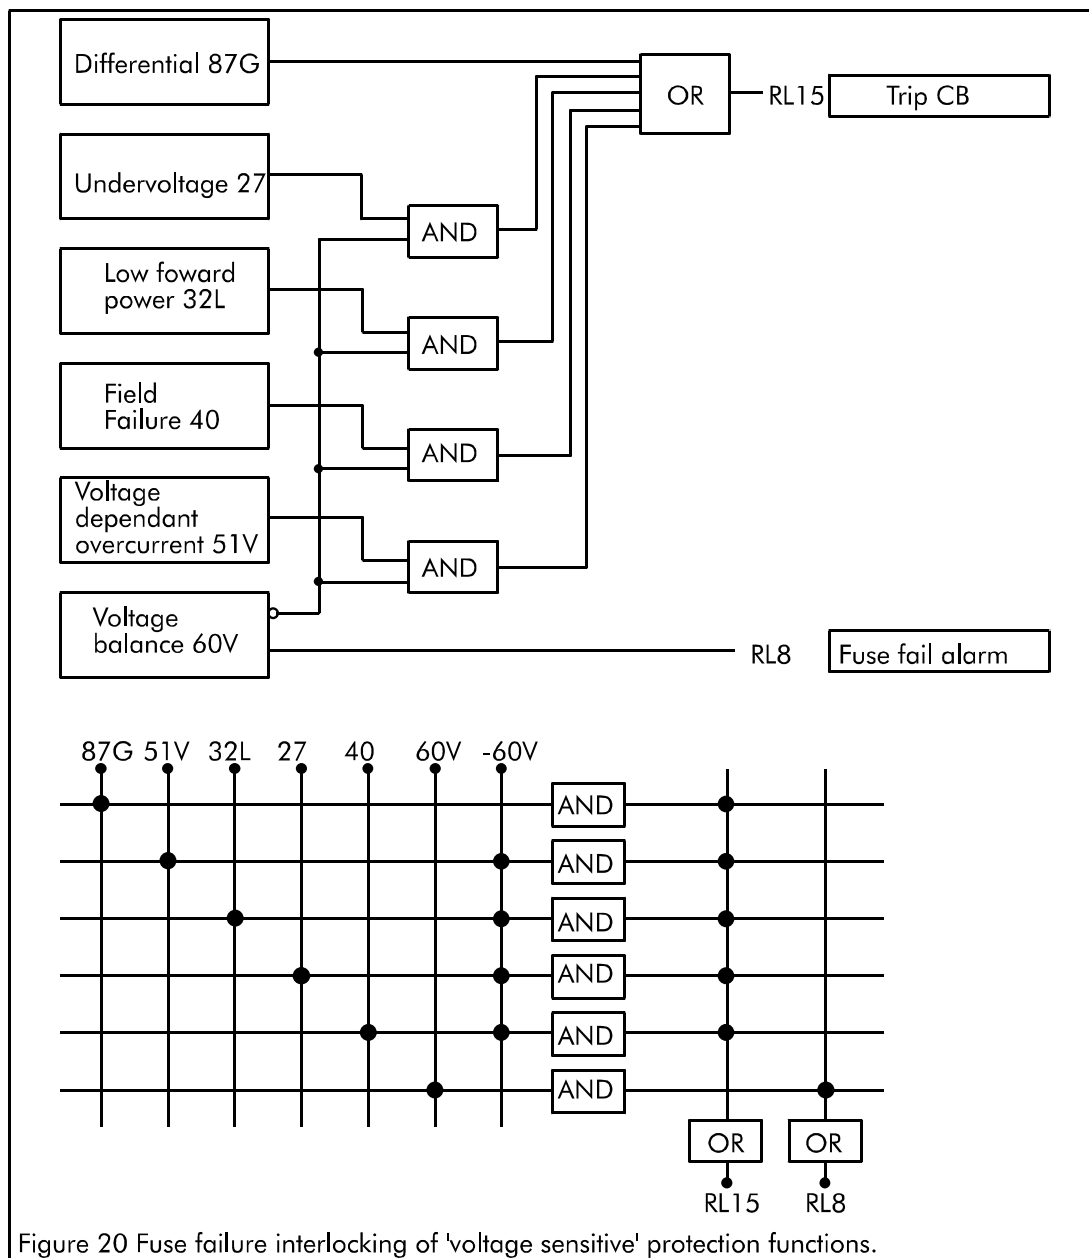 Differential 87G
OR
RL15
Trip CB
Undervoltage 27
AND
Low foward
power 32L
AND
Field
Failure 40
AND
Voltage
dependant
overcurrent 51V
AND
Voltage
balance 60V
RL8
Fuse fail alarm
87G 51V 32L 27 40 60V -60V
AND
AND
AND
AND
AND
AND
OR OR
RL15 RL8
Figure 20 Fuse failure interlocking of 'voltage sensitive' protection functions.